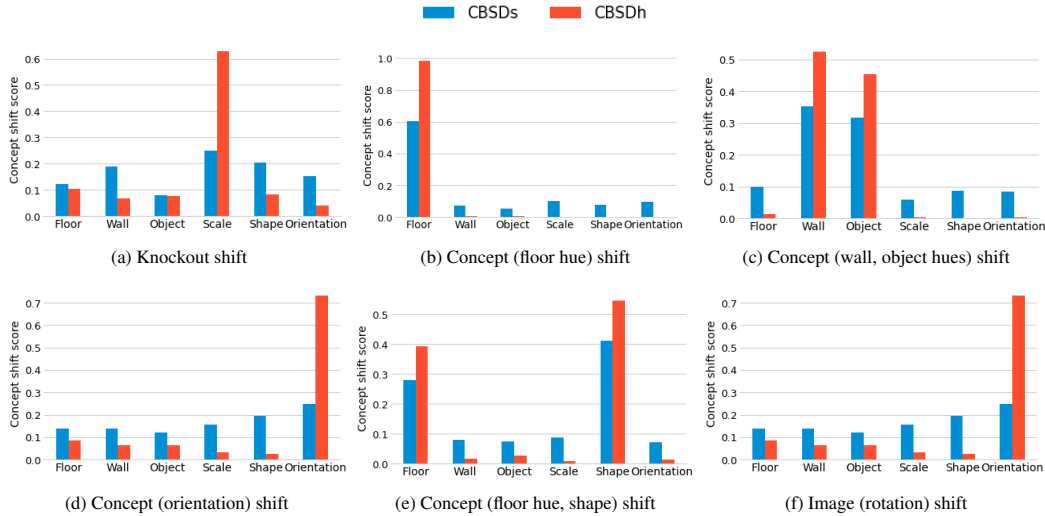 CBSDs CBSDh
Concept shift score
0.6
0.5
0.4
0.3
0.2
0.1
0.0
Floor Wall Object Scale Shape Orientation
(a) Knockout shift
Concept shift score
1.0
0.8
0.6
0.4
0.2
0.0
Floor Wall Object Scale Shape Orientation
(b) Concept (floor hue) shift
Concept shift score
0.5
0.4
0.3
0.2
0.1
0.0
Floor Wall Object Scale Shape Orientation
(c) Concept (wall, object hues) shift
Concept shift score
0.7
0.6
0.5
0.4
0.3
0.2
0.1
0.0
Floor Wall Object Scale Shape Orientation
(d) Concept (orientation) shift
Concept shift score
0.5
0.4
0.3
0.2
0.1
0.0
Floor Wall Object Scale Shape Orientation
(e) Concept (floor hue, shape) shift
Concept shift score
0.7
0.6
0.5
0.4
0.3
0.2
0.1
0.0
Floor Wall Object Scale Shape Orientation
(f) Image (rotation) shift